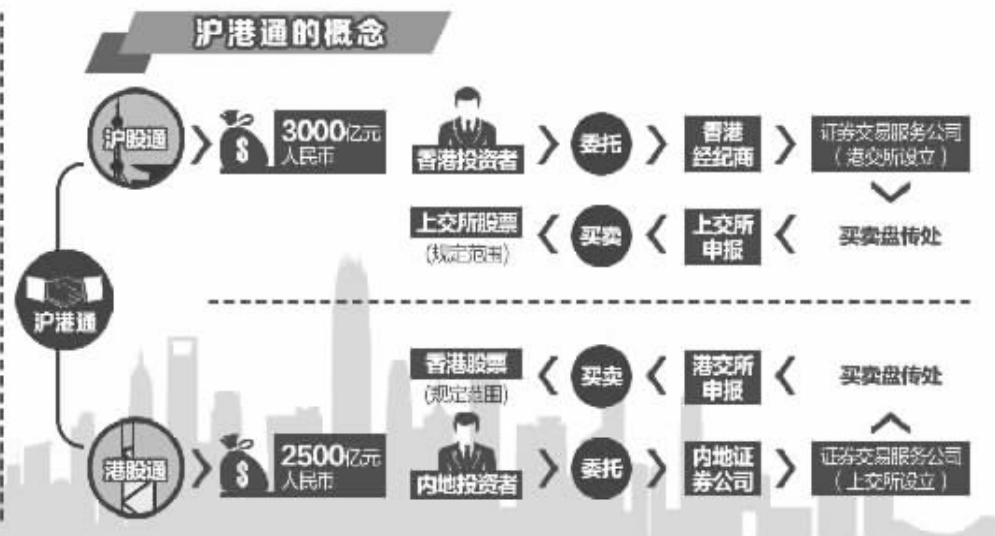 沪港通的概念
沪股通
$
3000亿元
人民币
香港投资者
委托
香港
经纪商
证券交易服务公司
(港交所设立)
买卖盘传处
上交所
申报
买卖
上交所股票
(规定范围)
沪港通
香港股票
(规定范围)
买卖
港交所
申报
买卖盘传处
港股通
$
2500亿元
人民币
内地投资者
委托
内地证
券公司
证券交易服务公司
(上交所设立)